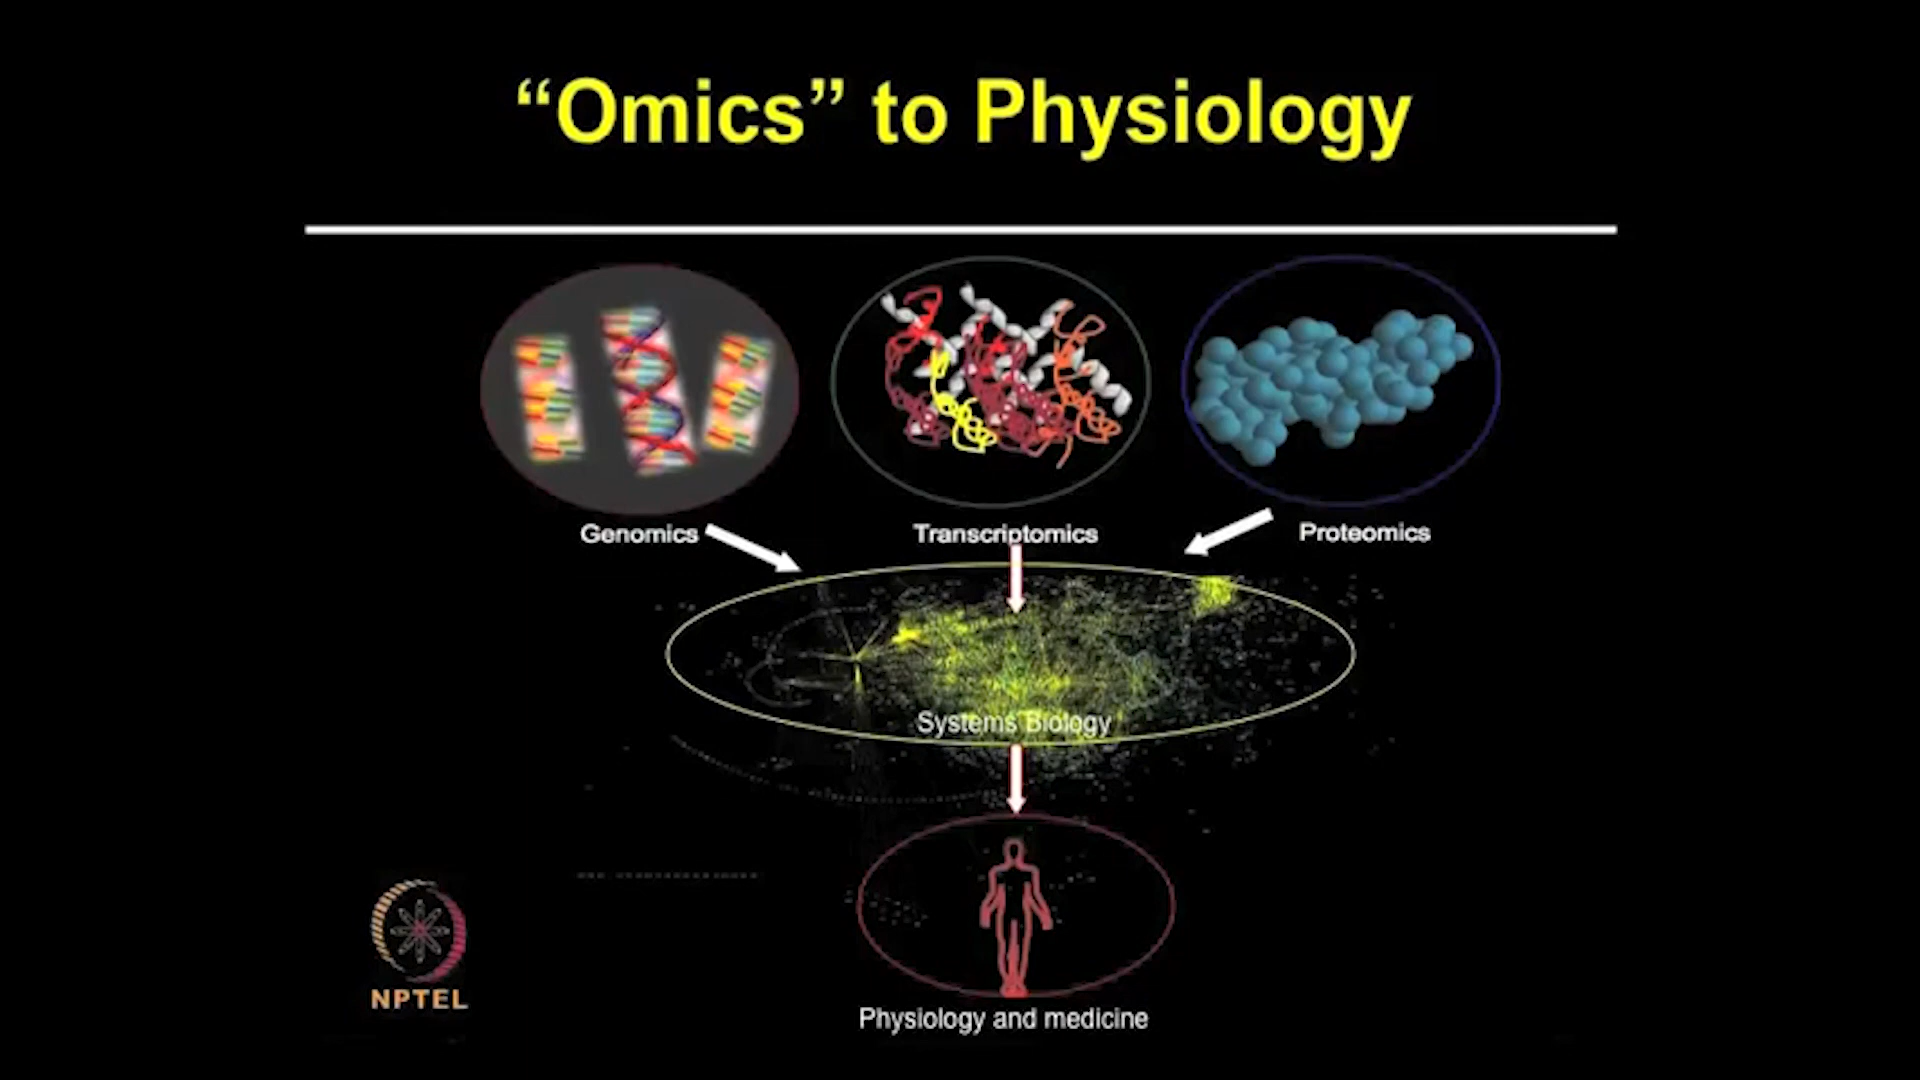 “Omics” to Physiology
Genomics
Transcriptomics
Proteomics
Systems Biology
NPTEL
Physiology and medicine